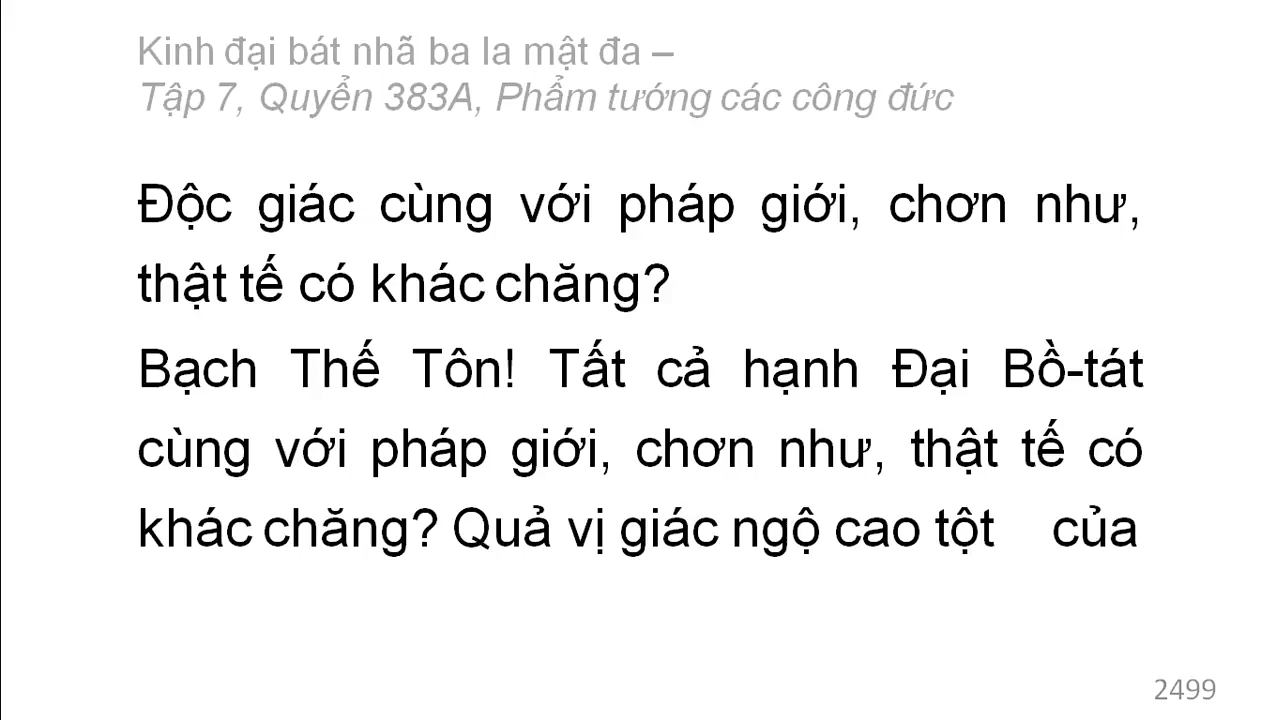 Kinh đại bát nhã ba la mật đa –
Tập 7, Quyển 383A, Phẩm tướng các công đức
Độc giác cùng với pháp giới, chơn như,
thật tế có khác chăng?
Bạch Thế Tôn! Tất cả hạnh Đại Bồ-tát
cùng với pháp giới, chơn như, thật tế có
khác chăng? Quả vị giác ngộ cao tột của
2499